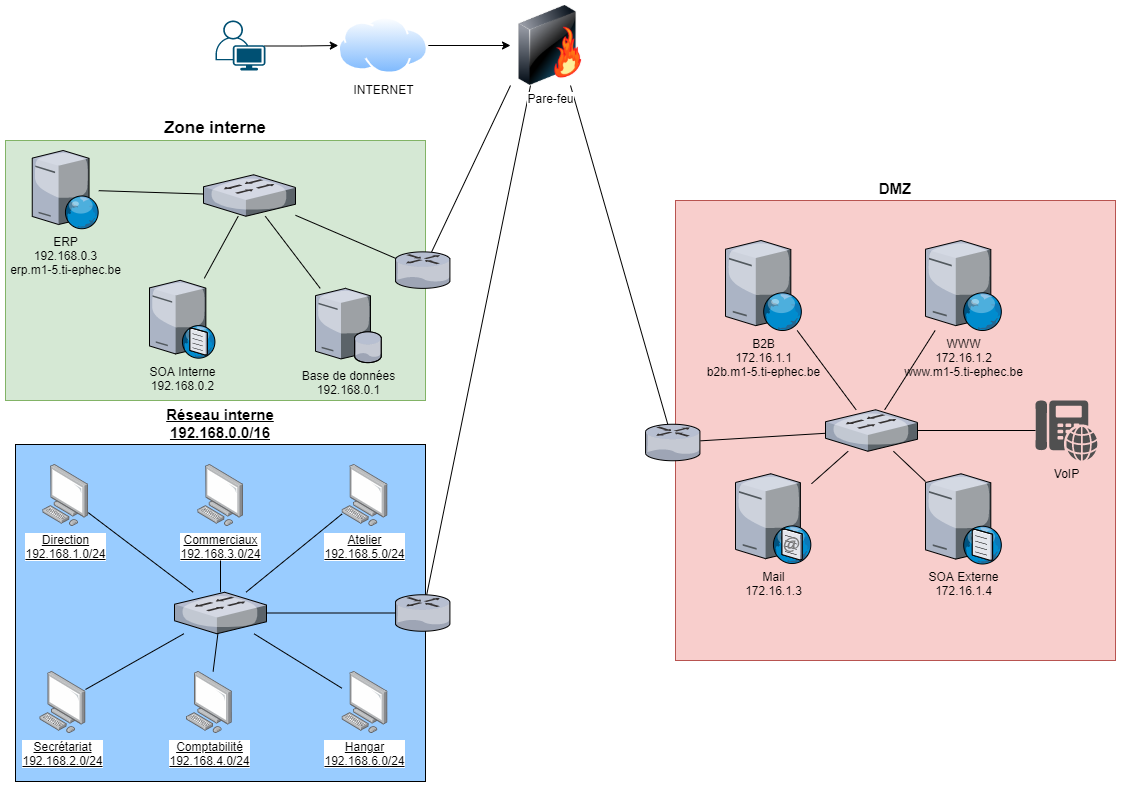 INTERNET
Pare-feu
Zone interne
ERP
192.168.0.3
erp.m1-5.ti-ephec.be
SOA Interne
192.168.0.2
Base de données
192.168.0.1
Réseau interne
192.168.0.0/16
Direction
192.168.1.0/24
Commerciaux
192.168.3.0/24
Atelier
192.168.5.0/24
Secrétariat
192.168.2.0/24
Comptabilité
192.168.4.0/24
Hangar
192.168.6.0/24
DMZ
B2B
172.16.1.1
b2b.m1-5.ti-ephec.be
WWW
172.16.1.2
www.m1-5.ti-ephec.be
VoIP
Mail
172.16.1.3
SOA Externe
172.16.1.4